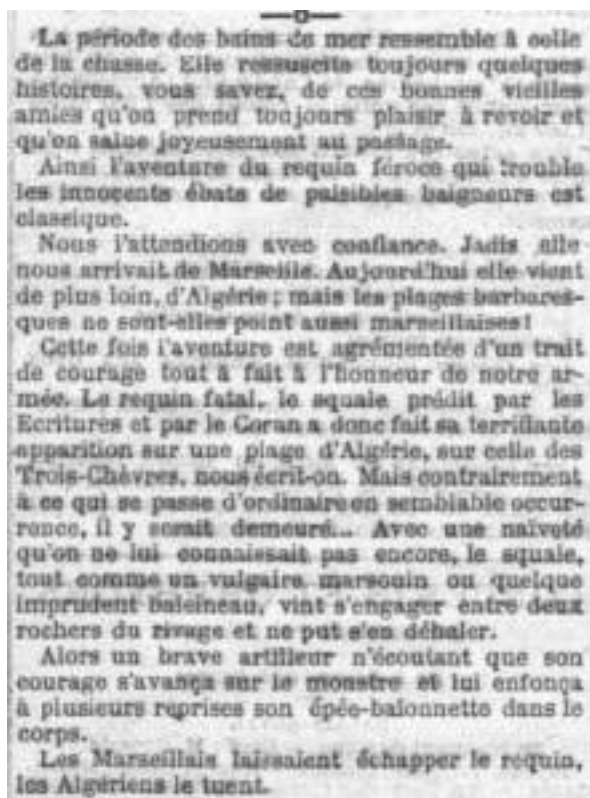 La période des bains de mer ressemble à celle
de la chasse. Elle ressuscite toujours quelques
histoires, vous savez, de ces bonnes vieilles
amies qu'on prend toujours plaisir à revoir et
qu'on salue joyeusement au passage.
Ainsi l'aventure du requin féroce qui trouble
les innocents ébats de paisibles baigneurs est
classique.
Nous l'attendions avec confiance. Jadis elle
nous arrivait de Marseille. Aujourd'hui elle vient
de plus loin, d'Algérie ; mais les plages barbares-
ques ne sont-elles point aussi marseillaises !
Cette fois l'aventure est agrémentée d'un trait
de courage tout à fait à l'honneur de notre ar-
mée. Le requin fatal, le squale prédit par les
Ecritures et par le Coran a donc fait sa terrifiante
apparition sur une plage d'Algérie, sur celle des
Trois-Chèvres, nous écrit-on. Mais contrairement
à ce qui se passe d'ordinaire en semblable occur-
rence, il y serait demeuré... Avec une naïveté
qu'on ne lui connaissait pas encore, le squale,
tout comme un vulgaire marsouin ou quelque
imprudent baleineau, vint s'engager entre deux
rochers du rivage et ne put s'en déhaler.
Alors un brave artilleur n'écoutant que son
courage s'avança sur le monstre et lui enfonça
à plusieurs reprises son épée-baïonnette dans le
corps.
Les Marseillais laissaient échapper le requin,
les Algériens le tuent.